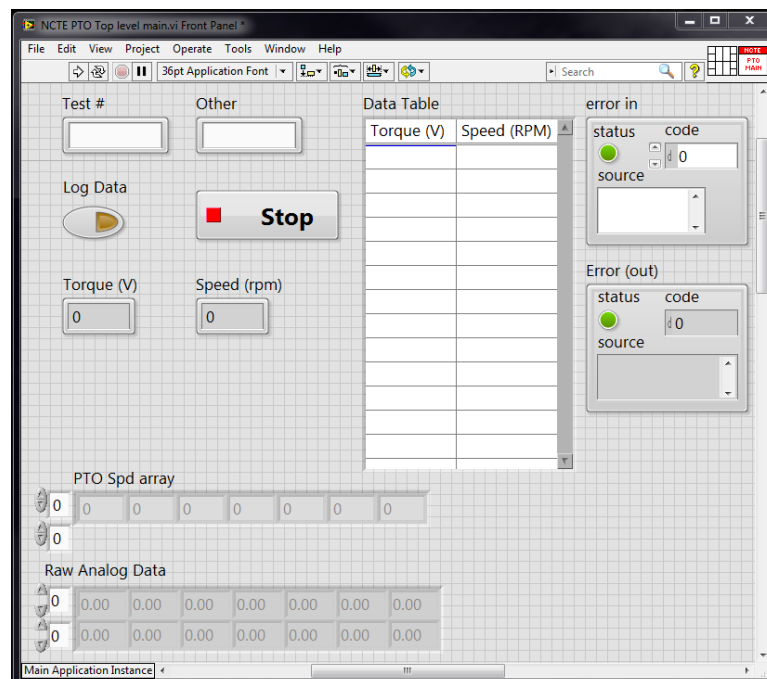 NCTE PTO Top level main.vi Front Panel *
File Edit View Project Operate Tools Window Help
36pt Application Font
Search
?
NCTE
PTO
MAIN
Test # Other Data Table error in
Torque (V) Speed (RPM)
status code
d 0
source
Log Data
Stop
Torque (V) Speed (rpm)
0 0
Error (out)
status code
d 0
source
PTO Spd array
0 0 0 0 0 0 0 0
0
Raw Analog Data
0 0.00 0.00 0.00 0.00 0.00 0.00 0.00
0 0.00 0.00 0.00 0.00 0.00 0.00 0.00
Main Application Instance